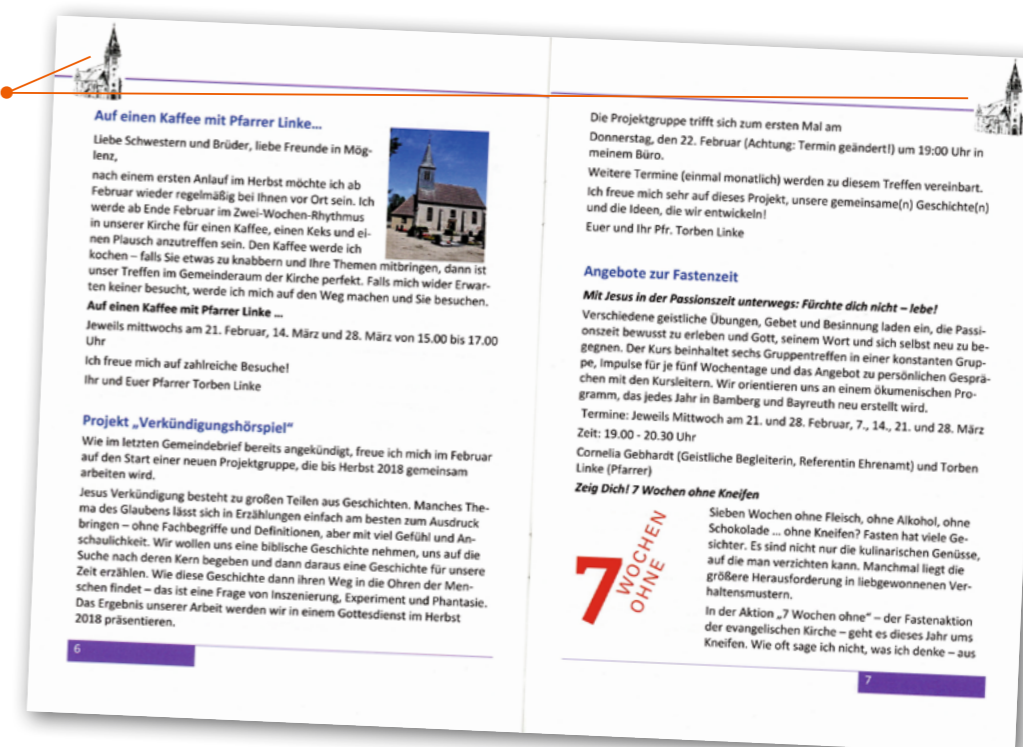 Auf einen Kaffee mit Pfarrer Linke...
Liebe Schwestern und Brüder, liebe Freunde in Mög-
lenz,
nach einem ersten Anlauf im Herbst möchte ich ab
Februar wieder regelmäßig bei Ihnen vor Ort sein. Ich
werde ab Ende Februar im Zwei-Wochen-Rhythmus
in unserer Kirche für einen Kaffee, einen Keks und ei-
nen Plausch anzutreffen sein. Den Kaffee werde ich
kochen – falls Sie etwas zu knabbern und Ihre Themen mitbringen, dann ist
unser Treffen im Gemeinderaum der Kirche perfekt. Falls mich wider Erwar-
ten keiner besucht, werde ich mich auf den Weg machen und Sie besuchen.
Auf einen Kaffee mit Pfarrer Linke ...
Jeweils mittwochs am 21. Februar, 14. März und 28. März von 15.00 bis 17.00
Uhr
Ich freue mich auf zahlreiche Besuche!
Ihr und Euer Pfarrer Torben Linke
Projekt „Verkündigungshörspiel“
Wie im letzten Gemeindebrief bereits angekündigt, freue ich mich im Februar
auf den Start einer neuen Projektgruppe, die bis Herbst 2018 gemeinsam
arbeiten wird.
Jesus Verkündigung besteht zu großen Teilen aus Geschichten. Manches The-
ma des Glaubens lässt sich in Erzählungen einfach am besten zum Ausdruck
bringen – ohne Fachbegriffe und Definitionen, aber mit viel Gefühl und An-
schaulichkeit. Wir wollen uns eine biblische Geschichte nehmen, uns auf die
Suche nach deren Kern begeben und dann daraus eine Geschichte für unsere
Zeit erzählen. Wie diese Geschichte dann ihren Weg in die Ohren der Men-
schen findet – das ist eine Frage von Inszenierung, Experiment und Phantasie.
Das Ergebnis unserer Arbeit werden wir in einem Gottesdienst im Herbst
2018 präsentieren.
6
Die Projektgruppe trifft sich zum ersten Mal am
Donnerstag, den 22. Februar (Achtung: Termin geändert!) um 19:00 Uhr in
meinem Büro.
Weitere Termine (einmal monatlich) werden zu diesem Treffen vereinbart.
Ich freue mich sehr auf dieses Projekt, unsere gemeinsame(n) Geschichte(n)
und die Ideen, die wir entwickeln!
Euer und Ihr Pfr. Torben Linke
Angebote zur Fastenzeit
Mit Jesus in der Passionszeit unterwegs: Fürchte dich nicht – lebe!
Verschiedene geistliche Übungen, Gebet und Besinnung laden ein, die Passi-
onszeit bewusst zu erleben und Gott, seinem Wort und sich selbst neu zu be-
gegnen. Der Kurs beinhaltet sechs Gruppentreffen in einer konstanten Grup-
pe, Impulse für je fünf Wochentage und das Angebot zu persönlichen Gesprä-
chen mit den Kursleitern. Wir orientieren uns an einem ökumenischen Pro-
gramm, das jedes Jahr in Bamberg und Bayreuth neu erstellt wird.
Termine: Jeweils Mittwoch am 21. und 28. Februar, 7., 14., 21. und 28. März
Zeit: 19.00 - 20.30 Uhr
Cornelia Gebhardt (Geistliche Begleiterin, Referentin Ehrenamt) und Torben
Linke (Pfarrer)
Zeig Dich! 7 Wochen ohne Kneifen
7 WOCHEN
OHNE
Sieben Wochen ohne Fleisch, ohne Alkohol, ohne
Schokolade ... ohne Kneifen? Fasten hat viele Ge-
sichter. Es sind nicht nur die kulinarischen Genüsse,
auf die man verzichten kann. Manchmal liegt die
größere Herausforderung in liebgewonnenen Ver-
haltensmustern.
In der Aktion „7 Wochen ohne“ – der Fastenaktion
der evangelischen Kirche – geht es dieses Jahr ums
Kneifen. Wie oft sage ich nicht, was ich denke – aus
7